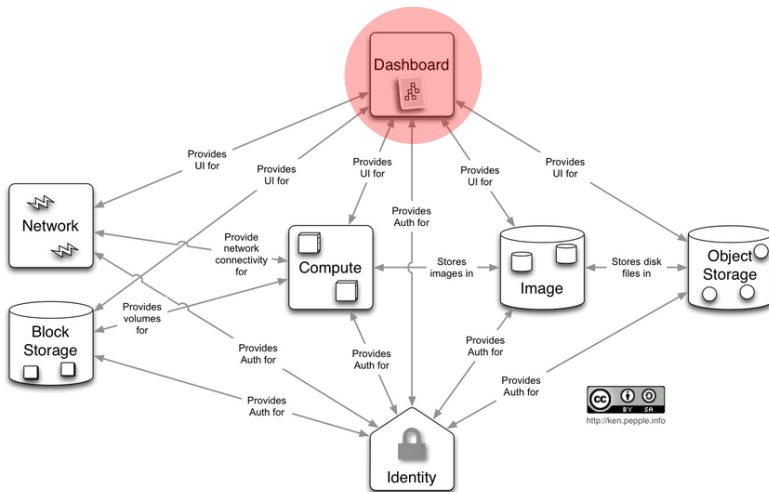 Dashboard
Provides
UI for
Provides
UI for
Provides
UI for
Provides
UI for
Provides
UI for
Provides
Auth for
Network
Provide
network
connectivity
for
Compute
Stores
images in
Image
Stores disk
files in
Object
Storage
Provides
volumes
for
Block
Storage
Provides
Auth for
Provides
Auth for
Provides
Auth for
Provides
Auth for
Provides
Auth for
Identity
CC
BY SA
http://ken.pepple.info